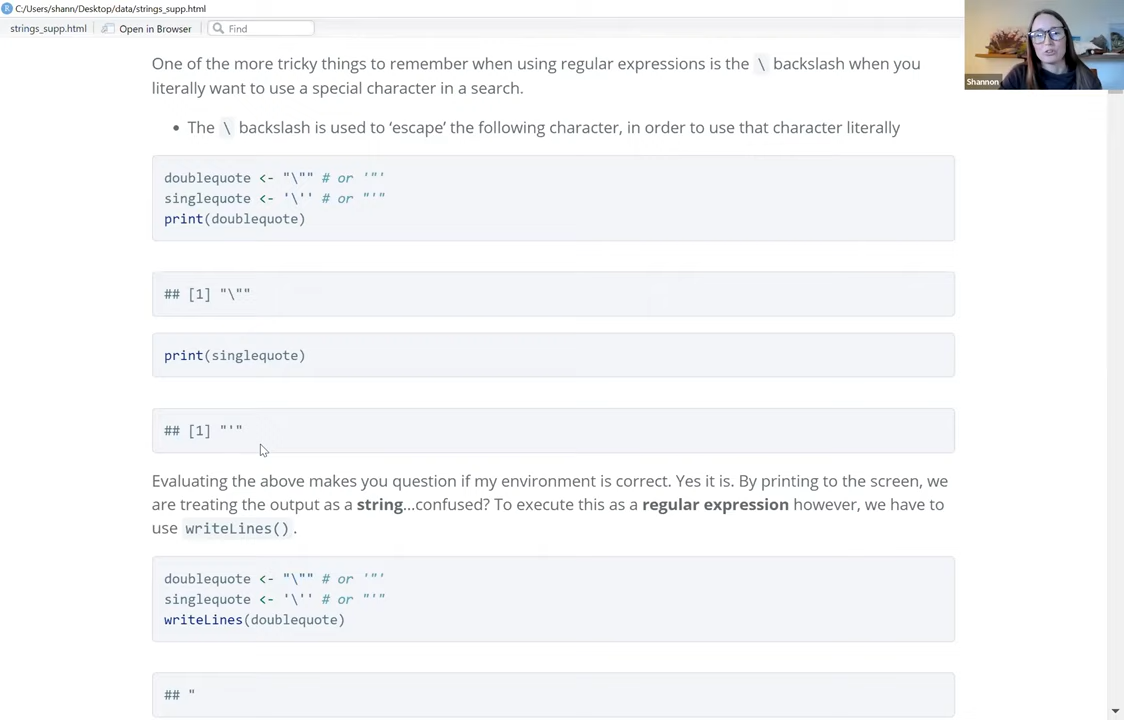 C:/Users/shann/Desktop/data/strings_supp.html
strings_supp.html Open in Browser Find
Shannon
One of the more tricky things to remember when using regular expressions is the \ backslash when you
literally want to use a special character in a search.
• The \ backslash is used to ‘escape’ the following character, in order to use that character literally
doublequote <- "\"" # or '"'
singlequote <- '\'' # or "'"
print(doublequote)
## [1] "\""
print(singlequote)
## [1] "'"
Evaluating the above makes you question if my environment is correct. Yes it is. By printing to the screen, we
are treating the output as a string...confused? To execute this as a regular expression however, we have to
use writeLines() .
doublequote <- "\"" # or '"'
singlequote <- '\'' # or "'"
writeLines(doublequote)
## "